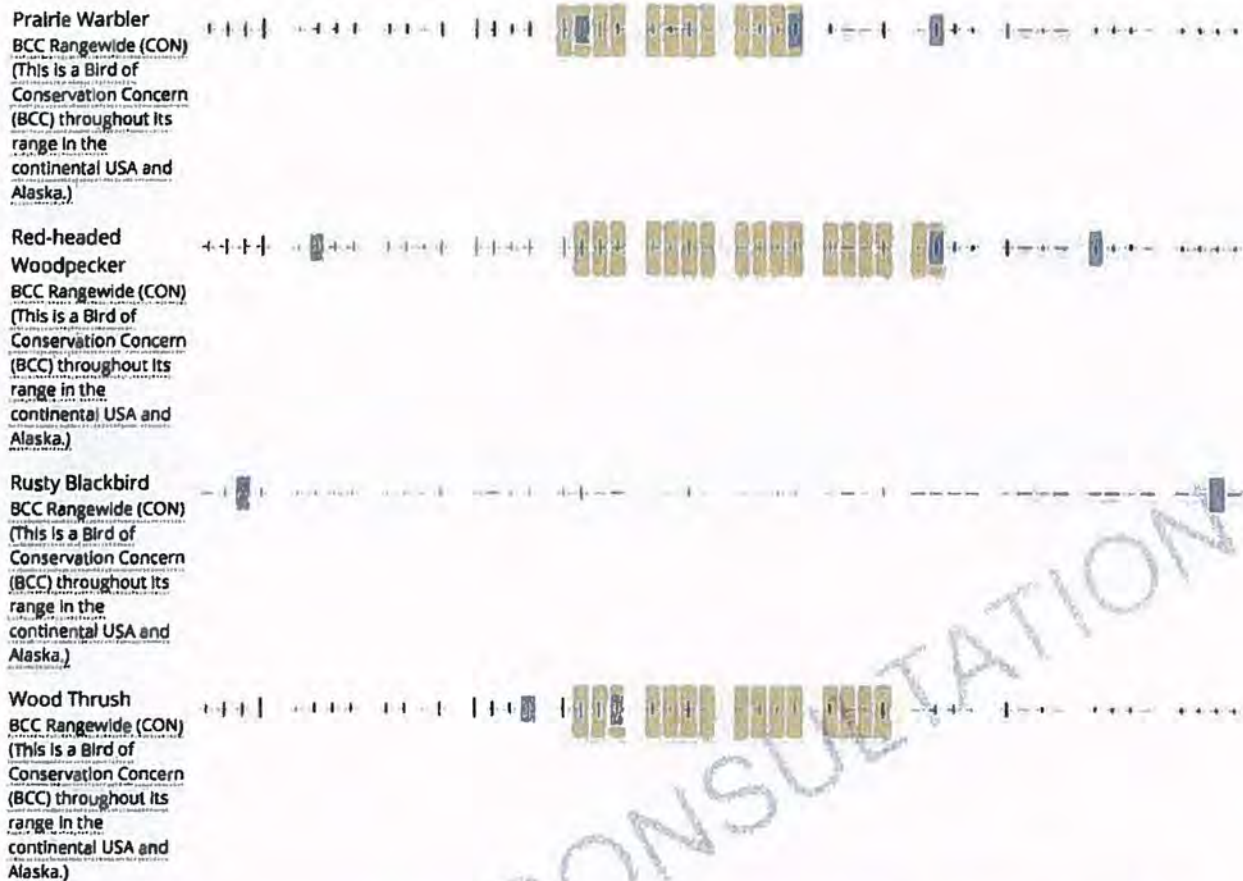 Prairie Warbler
BCC Rangewide (CON)
(This is a Bird of
Conservation Concern
(BCC) throughout its
range in the
continental USA and
Alaska.)
Red-headed
Woodpecker
BCC Rangewide (CON)
(This is a Bird of
Conservation Concern
(BCC) throughout its
range in the
continental USA and
Alaska.)
Rusty Blackbird
BCC Rangewide (CON)
(This is a Bird of
Conservation Concern
(BCC) throughout its
range in the
continental USA and
Alaska.)
Wood Thrush
BCC Rangewide (CON)
(This is a Bird of
Conservation Concern
(BCC) throughout its
range in the
continental USA and
Alaska.)
ONSULTATION